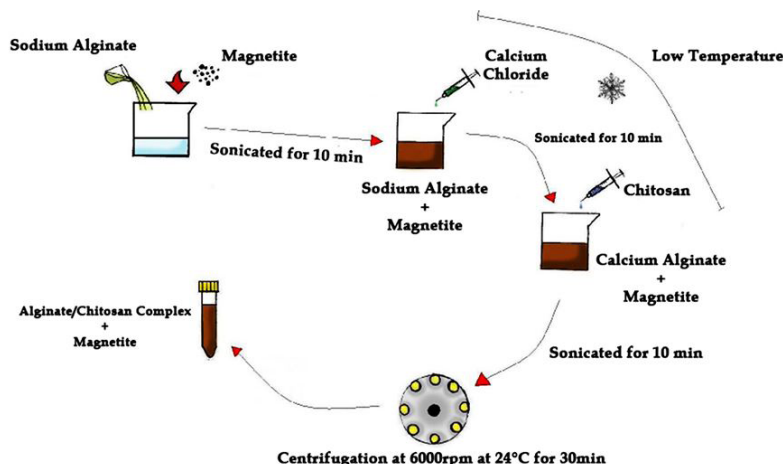 Sodium Alginate
Magnetite
Calcium
Chloride
Low Temperature
Sonicated for 10 min
Sonicated for 10 min
Sodium Alginate
+
Magnetite
Chitosan
Calcium Alginate
+
Magnetite
Alginate/Chitosan Complex
+
Magnetite
Sonicated for 10 min
Centrifugation at 6000rpm at 24°C for 30min